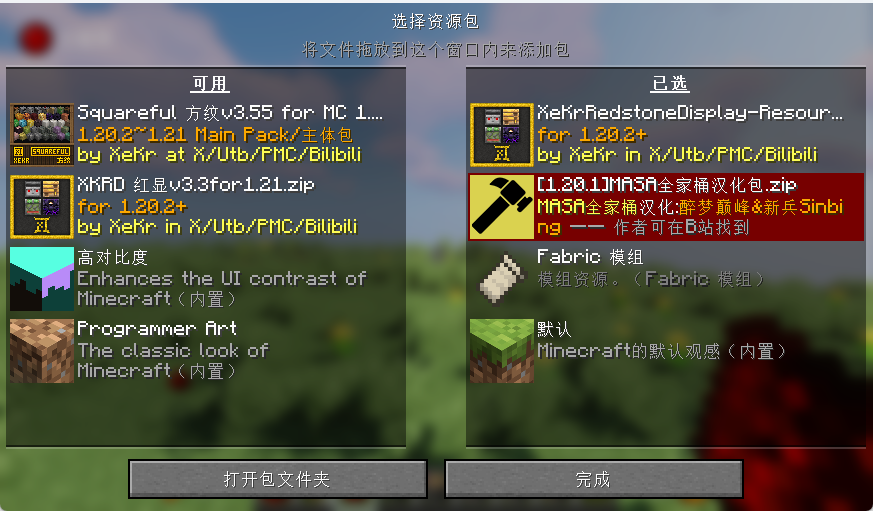 选择资源包
将文件拖放到这个窗口内来添加包
可用
Squareful 方纹v3.55 for MC 1....
1.20.2~1.21 Main Pack/主体包
by XeKr at X/Utb/PMC/Bilibili
XKRD 红显v3.3for1.21.zip
for 1.20.2+
by XeKr in X/Utb/PMC/Bilibili
高对比度
Enhances the UI contrast of
Minecraft（内置）
Programmer Art
The classic look of
Minecraft（内置）
已选
XeKrRedstoneDisplay-Resour...
for 1.20.2+
by XeKr in X/Utb/PMC/Bilibili
[1.20.1]MASA全家桶汉化包.zip
MASA全家桶汉化:醉梦巅峰&新兵Sinbi
ng —— 作者可在B站找到
Fabric 模组
模组资源。（Fabric 模组）
默认
Minecraft的默认观感（内置）
打开包文件夹
完成